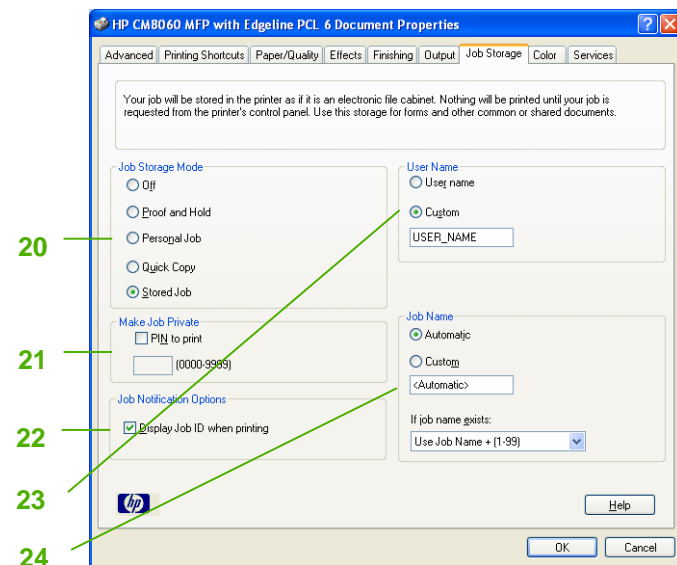 HP CM8060 MFP with Edgeline PCL 6 Document Properties
Advanced Printing Shortcuts Paper/Quality Effects Finishing Output Job Storage Color Services
Your job will be stored in the printer as if it is an electronic file cabinet. Nothing will be printed until your job is
requested from the printer's control panel. Use this storage for forms and other common or shared documents.
Job Storage Mode
Off
Proof and Hold
Personal Job
Quick Copy
Stored Job
User Name
User name
Custom
USER_NAME
Make Job Private
PIN to print
(0000-9999)
Job Name
Automatic
Custom
<Automatic>
If job name exists:
Use Job Name + (1-99)
Job Notification Options
Display Job ID when printing
hp
Help
OK Cancel
20
21
22
23
24